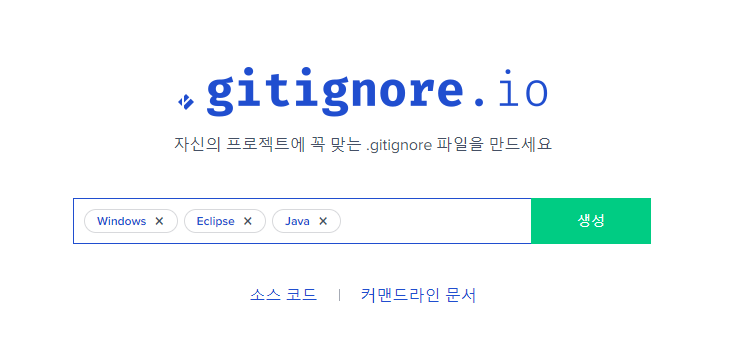 .gitignore.io
자신의 프로젝트에 꼭 맞는 .gitignore 파일을 만드세요
Windows × Eclipse × Java × 생성
소스 코드 | 커맨드라인 문서